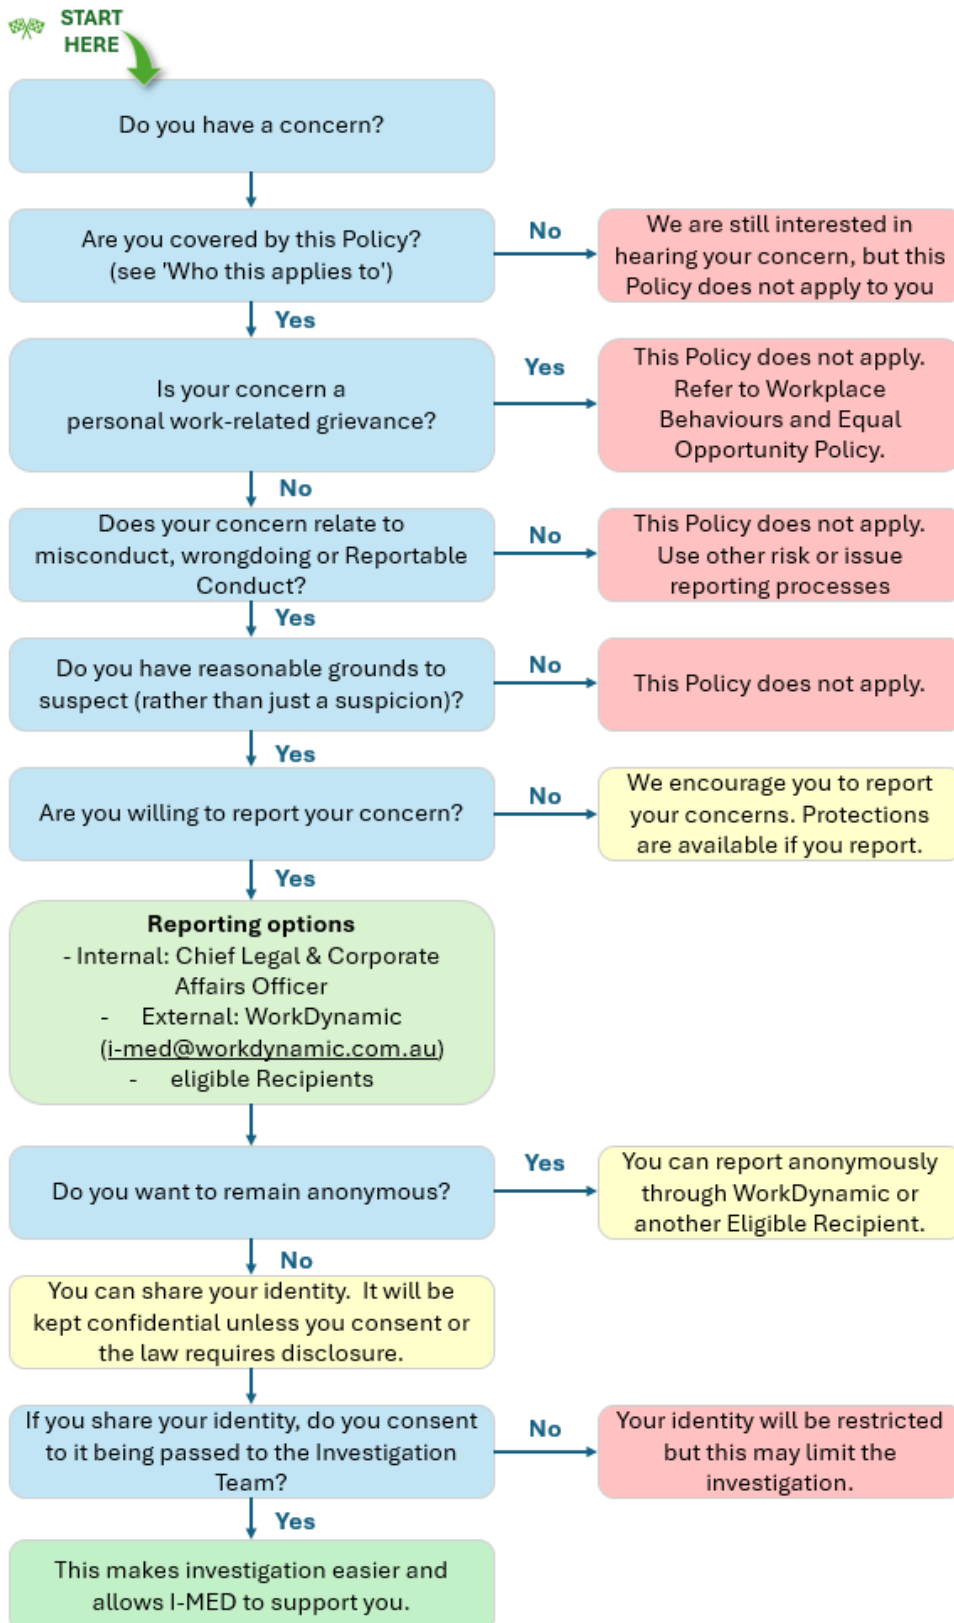 START
HERE
Do you have a concern?
Are you covered by this Policy?
(see 'Who this applies to')
No
We are still interested in
hearing your concern, but this
Policy does not apply to you
Yes
Is your concern a
personal work-related grievance?
Yes
This Policy does not apply.
Refer to Workplace
Behaviours and Equal
Opportunity Policy.
No
Does your concern relate to
misconduct, wrongdoing or Reportable
Conduct?
No
This Policy does not apply.
Use other risk or issue
reporting processes
Yes
Do you have reasonable grounds to
suspect (rather than just a suspicion)?
No
This Policy does not apply.
Yes
Are you willing to report your concern?
No
We encourage you to report
your concerns. Protections
are available if you report.
Yes
Reporting options
- Internal: Chief Legal & Corporate
Affairs Officer
- External: WorkDynamic
(i-med@workdynamic.com.au)
- eligible Recipients
Do you want to remain anonymous?
Yes
You can report anonymously
through WorkDynamic or
another Eligible Recipient.
No
You can share your identity. It will be
kept confidential unless you consent or
the law requires disclosure.
If you share your identity, do you consent
to it being passed to the Investigation
Team?
No
Your identity will be restricted
but this may limit the
investigation.
Yes
This makes investigation easier and
allows I-MED to support you.